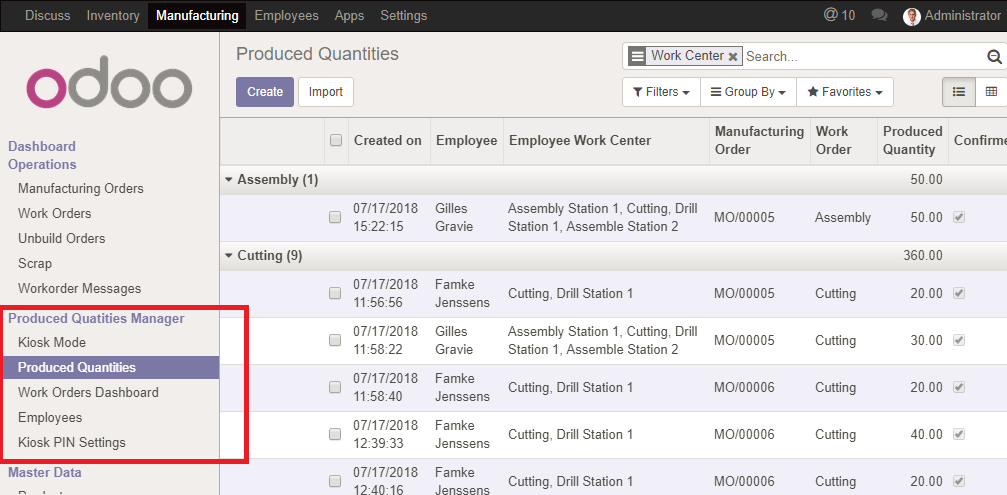 Discuss Inventory Manufacturing Employees Apps Settings @ 10 Administrator
odoo
Dashboard
Operations
Manufacturing Orders
Work Orders
Unbuild Orders
Scrap
Workorder Messages
Produced Quatities Manager
Kiosk Mode
Produced Quantities
Work Orders Dashboard
Employees
Kiosk PIN Settings
Master Data
Produced Quantities
Work Center ✖ Search...
Create Import
Filters Group By Favorites
Created on Employee Employee Work Center Manufacturing Order Work Order Produced Quantity Confirme
Assembly (1) 50.00
07/17/2018 15:22:15 Gilles Gravie Assembly Station 1, Cutting, Drill Station 1, Assemble Station 2 MO/00005 Assembly 50.00
Cutting (9) 360.00
07/17/2018 11:56:56 Famke Jenssens Cutting, Drill Station 1 MO/00005 Cutting 20.00
07/17/2018 11:58:22 Gilles Gravie Assembly Station 1, Cutting, Drill Station 1, Assemble Station 2 MO/00005 Cutting 30.00
07/17/2018 11:58:40 Famke Jenssens Cutting, Drill Station 1 MO/00006 Cutting 20.00
07/17/2018 12:39:33 Famke Jenssens Cutting, Drill Station 1 MO/00006 Cutting 40.00
07/17/2018 12:40:16 Famke Jenssens Cutting, Drill Station 1 MO/00006 Cutting 20.00